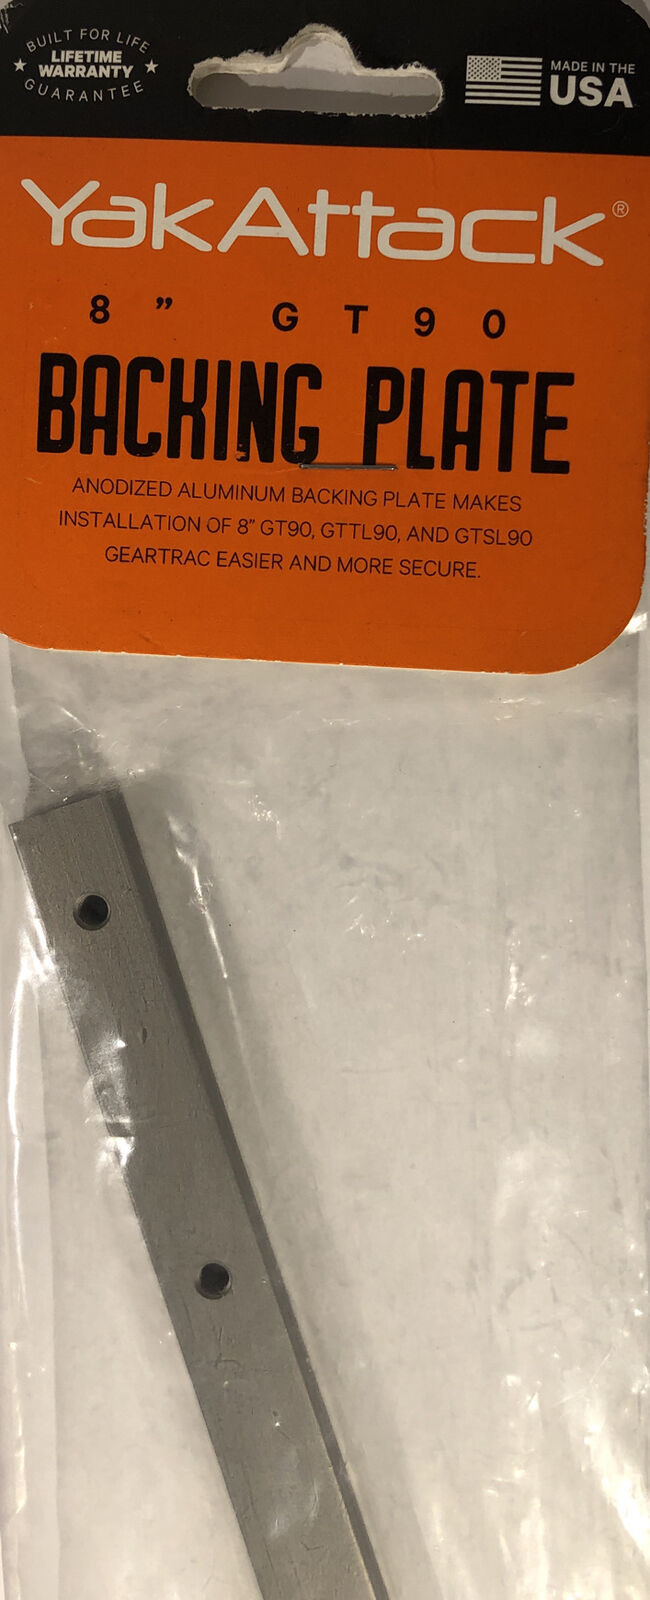 BUILT FOR LIFE
LIFETIME
WARRANTY
GUARANTEE
MADE IN THE
USA
YakAttack®
8” GT90
BACKING PLATE
ANODIZED ALUMINUM BACKING PLATE MAKES
INSTALLATION OF 8” GT90, GTTL90, AND GTSL90
GEARTRAC EASIER AND MORE SECURE.